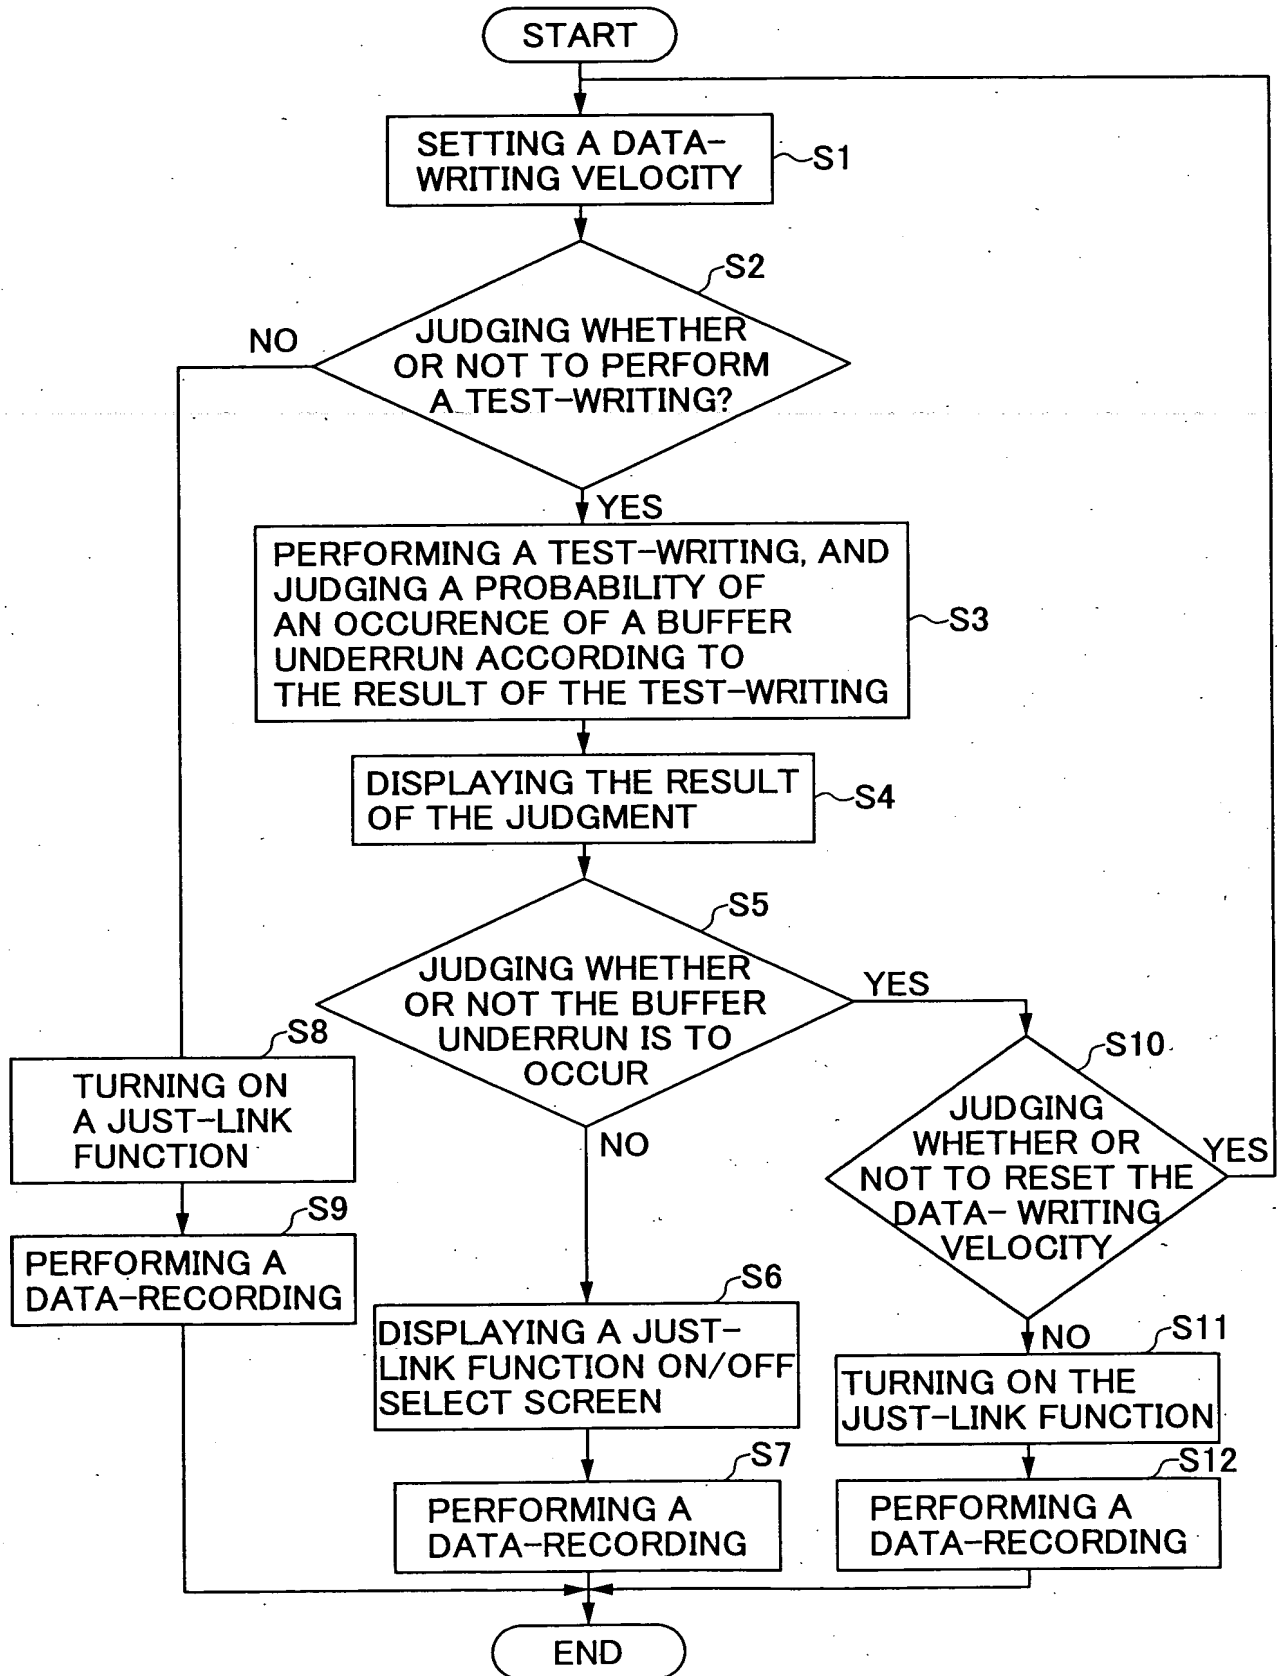 START
SETTING A DATA-
WRITING VELOCITY
S1
S2
JUDGING WHETHER
OR NOT TO PERFORM
A TEST-WRITING?
NO
YES
PERFORMING A TEST-WRITING, AND
JUDGING A PROBABILITY OF
AN OCCURENCE OF A BUFFER
UNDERRUN ACCORDING TO
THE RESULT OF THE TEST-WRITING
S3
DISPLAYING THE RESULT
OF THE JUDGMENT
S4
S5
JUDGING WHETHER
OR NOT THE BUFFER
UNDERRUN IS TO
OCCUR
YES
NO
S8
TURNING ON
A JUST-LINK
FUNCTION
S9
PERFORMING A
DATA-RECORDING
S10
JUDGING
WHETHER OR
NOT TO RESET THE
DATA- WRITING
VELOCITY
YES
NO
S6
DISPLAYING A JUST-
LINK FUNCTION ON/OFF
SELECT SCREEN
S7
PERFORMING A
DATA-RECORDING
S11
TURNING ON THE
JUST-LINK FUNCTION
S12
PERFORMING A
DATA-RECORDING
END